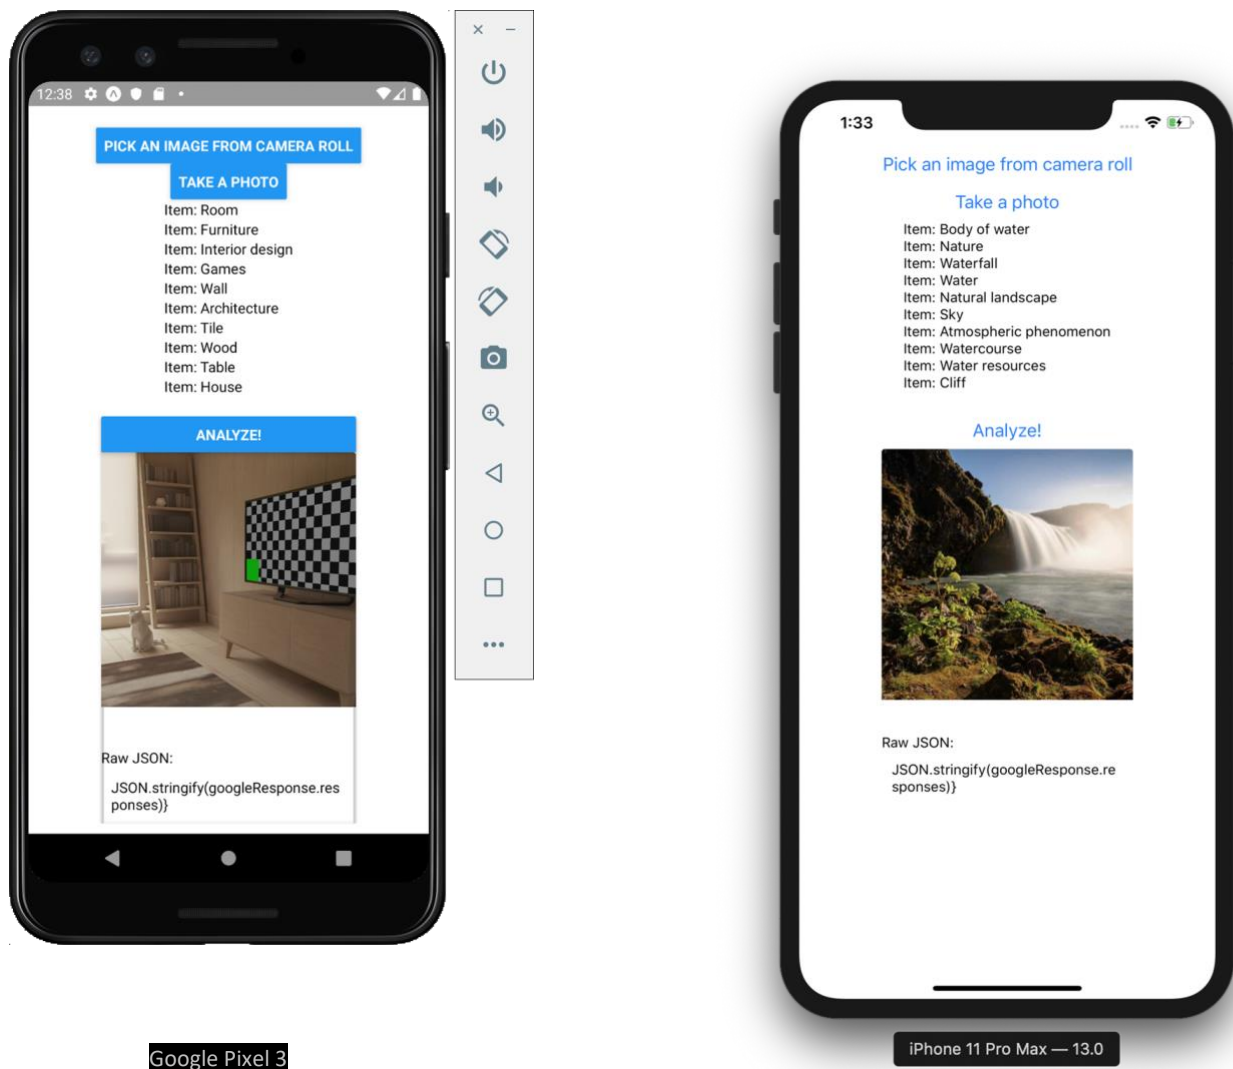 12:38
PICK AN IMAGE FROM CAMERA ROLL
TAKE A PHOTO
Item: Room
Item: Furniture
Item: Interior design
Item: Games
Item: Wall
Item: Architecture
Item: Tile
Item: Wood
Item: Table
Item: House
ANALYZE!
Raw JSON:
JSON.stringify(googleResponse.res
ponses)}
Google Pixel 3
1:33
Pick an image from camera roll
Take a photo
Item: Body of water
Item: Nature
Item: Waterfall
Item: Water
Item: Natural landscape
Item: Sky
Item: Atmospheric phenomenon
Item: Watercourse
Item: Water resources
Item: Cliff
Analyze!
Raw JSON:
JSON.stringify(googleResponse.re
sponses)}
iPhone 11 Pro Max — 13.0